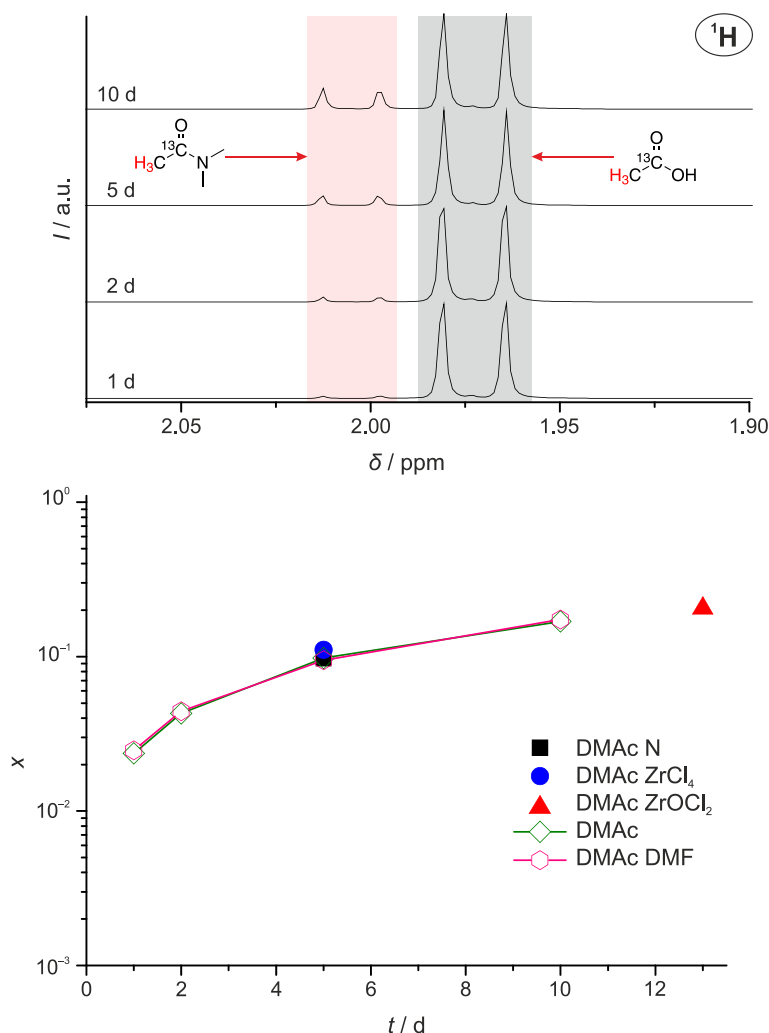 ¹H
10 d
O
¹³C
H₃C
N
O
¹³C
H₃C
OH
5 d
2 d
1 d
I / a.u.
2.05
2.00
1.95
1.90
δ / ppm
10⁰
10⁻¹
10⁻²
10⁻³
x
DMAc N
DMAc ZrCl₄
DMAc ZrOCl₂
DMAc
DMAc DMF
0
2
4
6
8
10
12
t / d